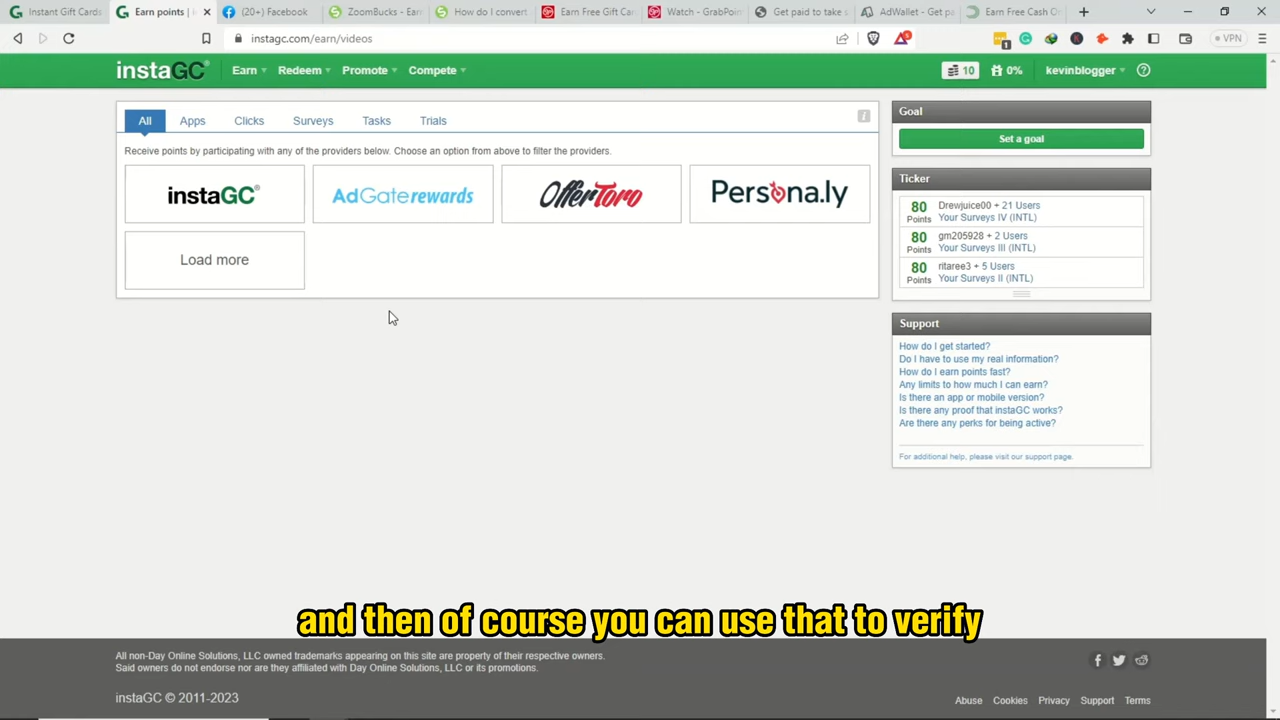 Instant Gift Cards
Earn points | 
(20+) Facebook
ZoomBucks - Earn
How do I convert
Earn Free Gift Car
Watch - GrabPoint
Get paid to take s
AdWallet - Get pa
Earn Free Cash On
instagc.com/earn/videos
1
VPN
instaGC®
Earn
Redeem
Promote
Compete
10
0%
kevinblogger
All
Apps
Clicks
Surveys
Tasks
Trials
Receive points by participating with any of the providers below. Choose an option from above to filter the providers.
instaGC®
AdGate rewards
OfferToro
Persona.ly
Load more
Goal
Set a goal
Ticker
80 Points
Drewjuice00 + 21 Users
Your Surveys IV (INTL)
80 Points
gm205928 + 2 Users
Your Surveys III (INTL)
80 Points
ritaree3 + 5 Users
Your Surveys II (INTL)
Support
How do I get started?
Do I have to use my real information?
How do I earn points fast?
Any limits to how much I can earn?
Is there an app or mobile version?
Is there any proof that instaGC works?
Are there any perks for being active?
For additional help, please visit our support page.
and then of course you can use that to verify
All non-Day Online Solutions, LLC owned trademarks appearing on this site are property of their respective owners.
Said owners do not endorse nor are they affiliated with Day Online Solutions, LLC or its promotions.
instaGC © 2011-2023
Abuse
Cookies
Privacy
Support
Terms